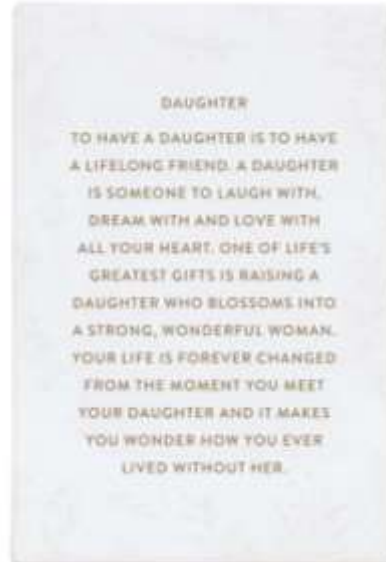 DAUGHTER
TO HAVE A DAUGHTER IS TO HAVE
A LIFELONG FRIEND. A DAUGHTER
IS SOMEONE TO LAUGH WITH,
DREAM WITH AND LOVE WITH
ALL YOUR HEART. ONE OF LIFE'S
GREATEST GIFTS IS RAISING A
DAUGHTER WHO BLOSSOMS INTO
A STRONG, WONDERFUL WOMAN.
YOUR LIFE IS FOREVER CHANGED
FROM THE MOMENT YOU MEET
YOUR DAUGHTER AND IT MAKES
YOU WONDER HOW YOU EVER
LIVED WITHOUT HER.